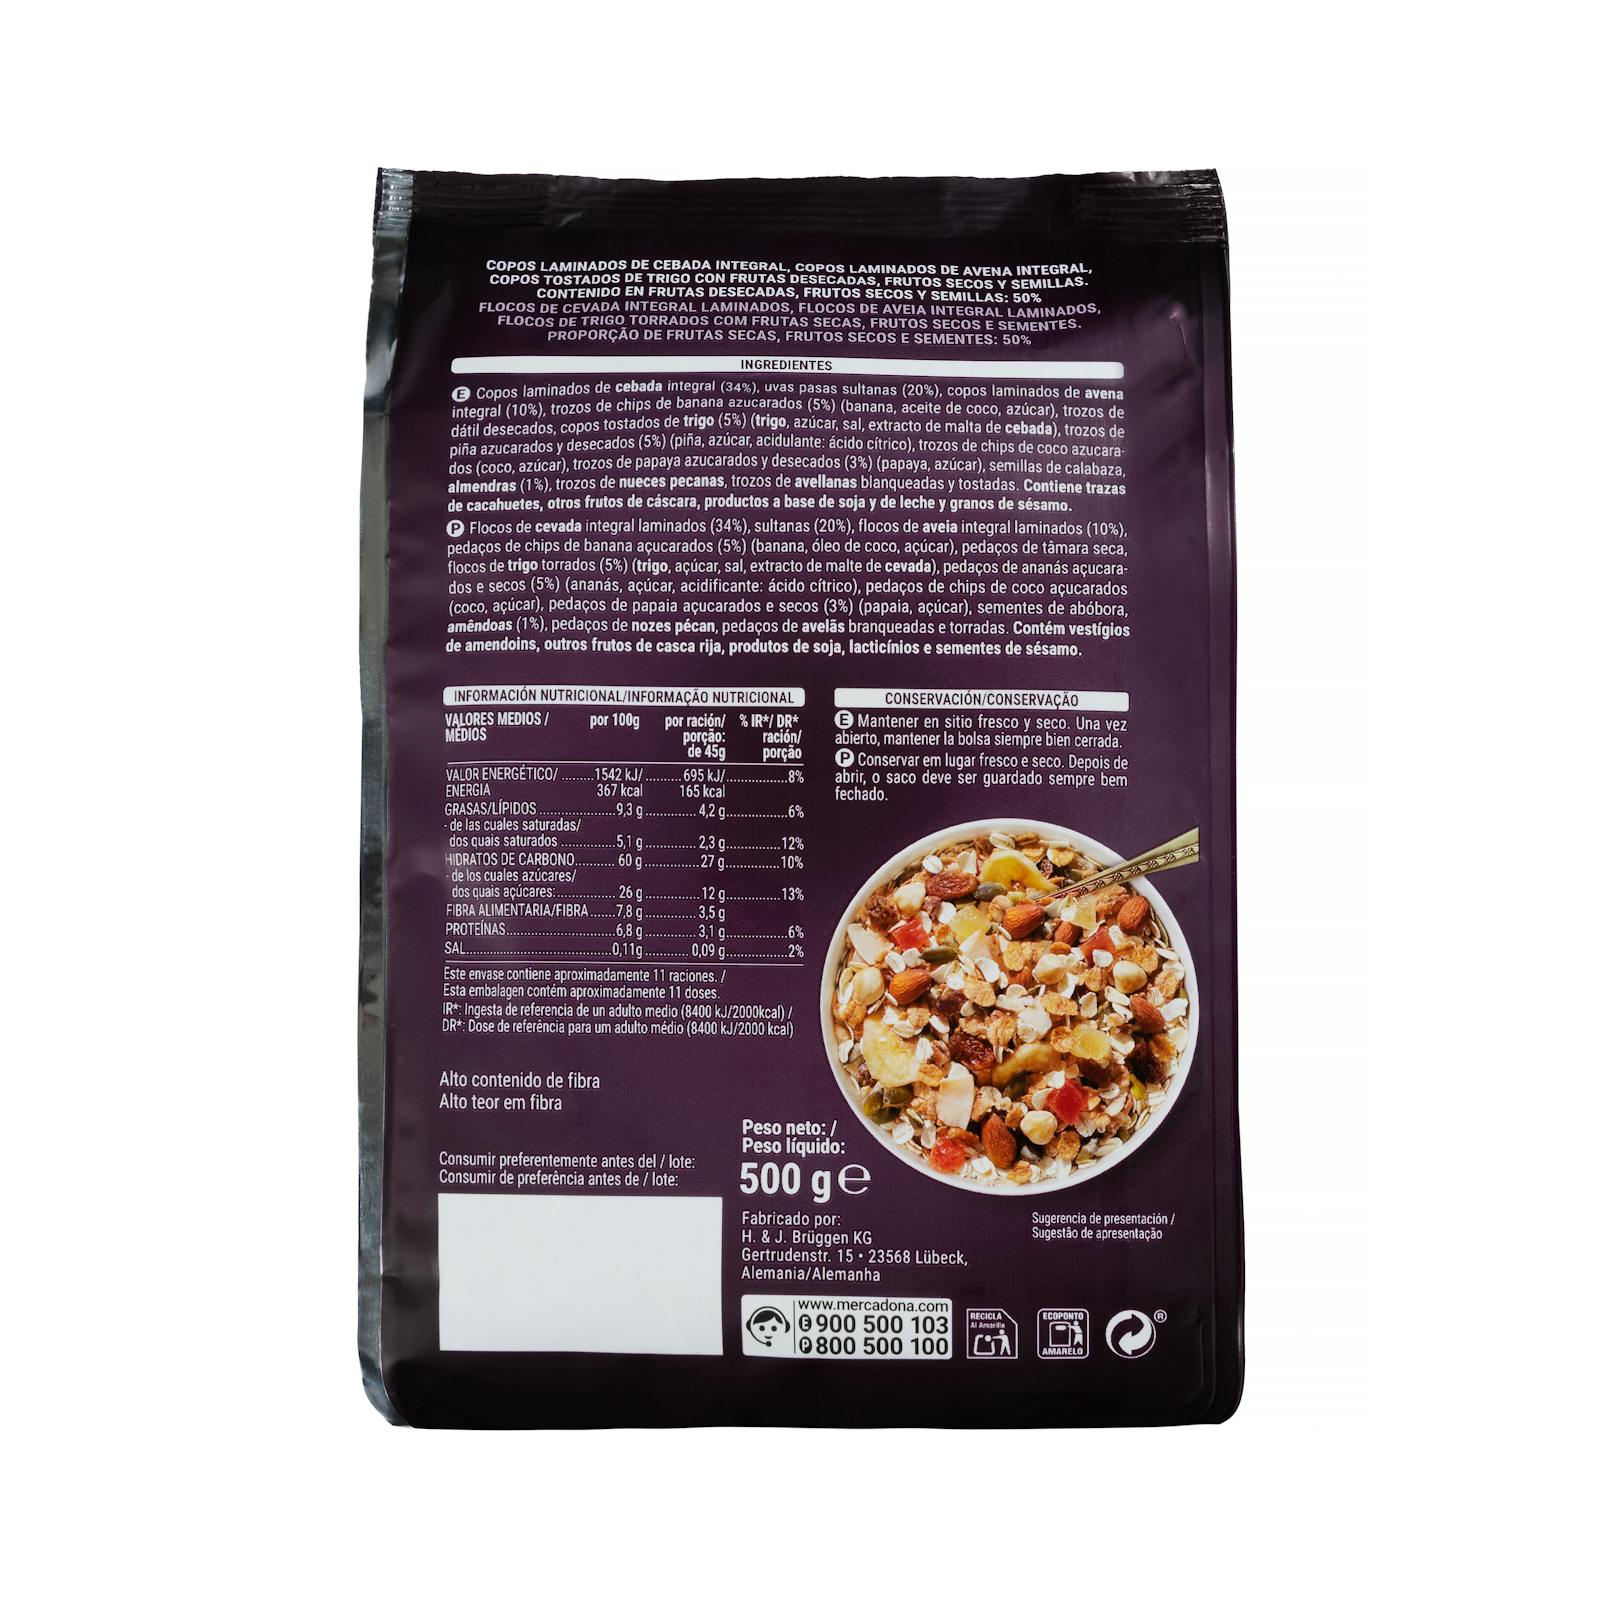 COPOS LAMINADOS DE CEBADA INTEGRAL, COPOS LAMINADOS DE AVENA INTEGRAL,
COPOS TOSTADOS DE TRIGO CON FRUTAS DESECADAS, FRUTOS SECOS Y SEMILLAS.
CONTENIDO EN FRUTAS DESECADAS, FRUTOS SECOS Y SEMILLAS: 50%
FLOCOS DE CEVADA INTEGRAL LAMINADOS, FLOCOS DE AVEIA INTEGRAL LAMINADOS,
FLOCOS DE TRIGO TORRADOS COM FRUTAS SECAS, FRUTOS SECOS E SEMENTES.
PROPORÇÃO DE FRUTAS SECAS, FRUTOS SECOS E SEMENTES: 50%
INGREDIENTES
E Copos laminados de cebada integral (34%), uvas pasas sultanas (20%), copos laminados de avena
integral (10%), trozos de chips de banana azucarados (5%) (banana, aceite de coco, azúcar), trozos de
dátil desecados, copos tostados de trigo (5%) (trigo, azúcar, sal, extracto de malta de cebada), trozos de
piña azucarados y desecados (5%) (piña, azúcar, acidulante: ácido cítrico), trozos de chips de coco azucara-
dos (coco, azúcar), trozos de papaya azucarados y desecados (3%) (papaya, azúcar), semillas de calabaza,
almendras (1%), trozos de nueces pecanas, trozos de avellanas blanqueadas y tostadas. Contiene trazas
de cacahuetes, otros frutos de cáscara, productos a base de soja y de leche y granos de sésamo.
P Flocos de cevada integral laminados (34%), sultanas (20%), flocos de aveia integral laminados (10%),
pedaços de chips de banana açucarados (5%) (banana, óleo de coco, açúcar), pedaços de tâmara seca,
flocos de trigo torrados (5%) (trigo, açúcar, sal, extracto de malte de cevada), pedaços de ananás açucara-
dos e secos (5%) (ananás, açúcar, acidificante: ácido cítrico), pedaços de chips de coco açucarados
(coco, açúcar), pedaços de papaia açucarados e secos (3%) (papaia, açúcar), sementes de abóbora,
amêndoas (1%), pedaços de nozes pécan, pedaços de avelãs branqueadas e torradas. Contém vestígios
de amendoins, outros frutos de casca rija, produtos de soja, lacticínios e sementes de sésamo.
INFORMACIÓN NUTRICIONAL/INFORMAÇÃO NUTRICIONAL
VALORES MEDIOS / por 100g por ración/ % IR*/ DR*
MÉDIOS porção: ración/
de 45g porção
VALOR ENERGÉTICO/ .........1542 kJ/ ..........695 kJ/...............8%
ENERGIA 367 kcal 165 kcal
GRASAS/LÍPIDOS ..................9,3 g............. 4,2 g...............6%
- de las cuales saturadas/
dos quais saturados ..............5,1 g............. 2,3 g.............12%
HIDRATOS DE CARBONO..........60 g..............27 g.............10%
- de los cuales azúcares/
dos quais açúcares:.............. 26 g..............12 g.............13%
FIBRA ALIMENTARIA/FIBRA ......7,8 g............. 3,5 g
PROTEÍNAS..........................6,8 g............. 3,1 g...............6%
SAL....................................0,11g........... 0,09 g...............2%
Este envase contiene aproximadamente 11 raciones. /
Esta embalagen contém aproximadamente 11 doses.
IR*: Ingesta de referencia de un adulto medio (8400 kJ/2000kcal) /
DR*: Dose de referência para um adulto médio (8400 kJ/2000 kcal)
CONSERVACIÓN/CONSERVAÇÃO
E Mantener en sitio fresco y seco. Una vez
abierto, mantener la bolsa siempre bien cerrada.
P Conservar em lugar fresco e seco. Depois de
abrir, o saco deve ser guardado sempre bem
fechado.
Alto contenido de fibra
Alto teor em fibra
Consumir preferentemente antes del / lote:
Consumir de preferência antes de / lote:
Peso neto: /
Peso líquido:
500 g e
Fabricado por:
H. & J. Brüggen KG
Gertrudenstr. 15 • 23568 Lübeck,
Alemania/Alemanha
Sugerencia de presentación /
Sugestão de apresentação
www.mercadona.com
E 900 500 103
P 800 500 100
RECICLA
Al Amarillo
ECOPONTO
AMARELO
®